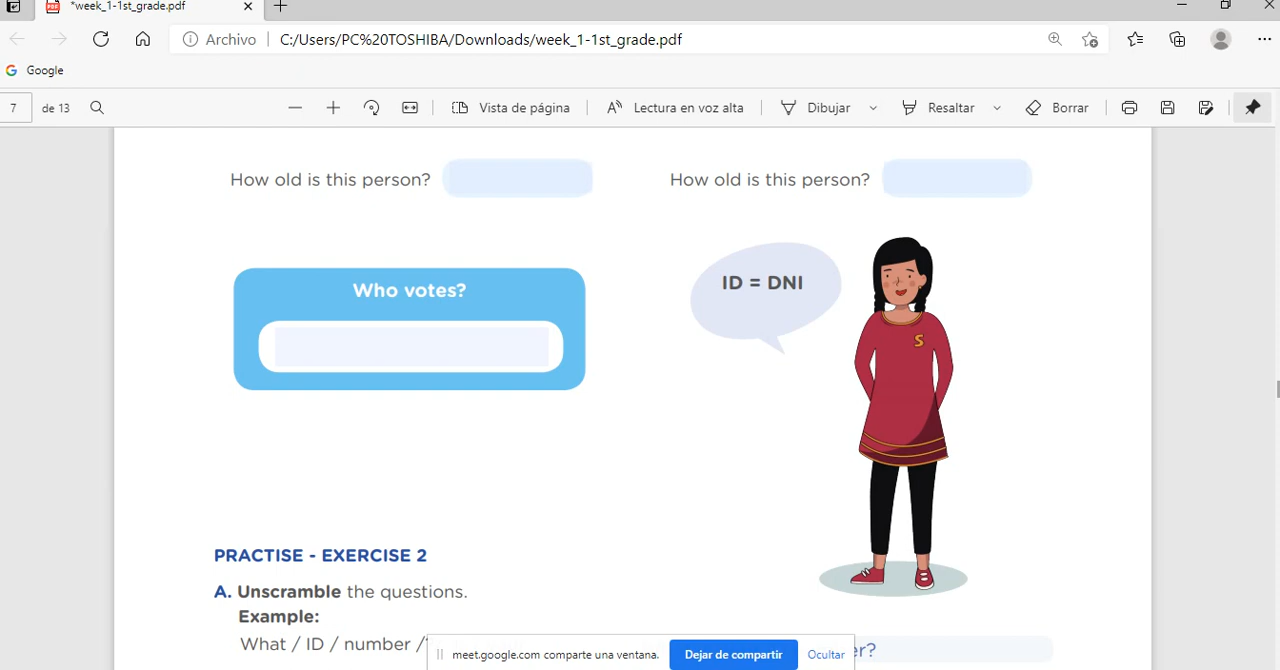 *week_1-1st_grade.pdf
Archivo C:/Users/PC%20TOSHIBA/Downloads/week_1-1st_grade.pdf
Google
7 de 13 Vista de página Lectura en voz alta Dibujar Resaltar Borrar
How old is this person? How old is this person?
Who votes?
ID = DNI
S
PRACTISE - EXERCISE 2
A. Unscramble the questions.
Example:
What / ID / number /
meet.google.com comparte una ventana. Dejar de compartir Ocultar